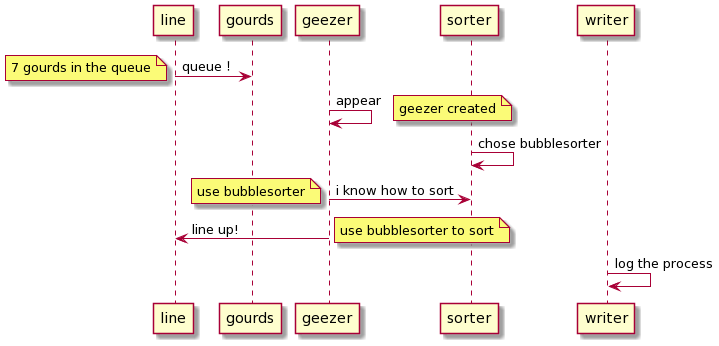 line gourds geezer sorter writer
7 gourds in the queue queue !
appear geezer created
chose bubblesorter
use bubblesorter i know how to sort
line up! use bubblesorter to sort
log the process
line gourds geezer sorter writer